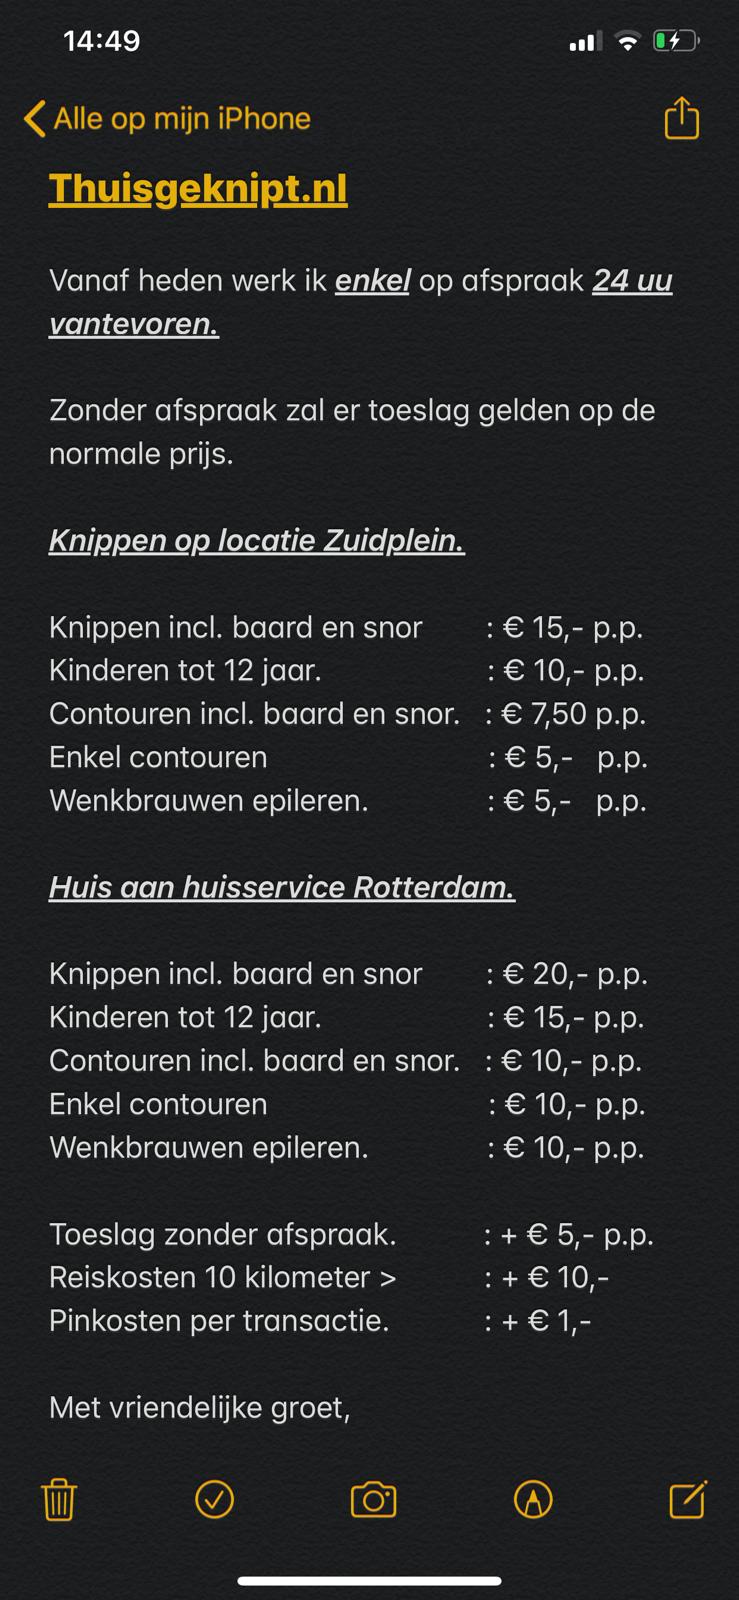 14:49
Alle op mijn iPhone
Thuisgeknipt.nl
Vanaf heden werk ik enkel op afspraak 24 uu
vantevoren.
Zonder afspraak zal er toeslag gelden op de
normale prijs.
Knippen op locatie Zuidplein.
Knippen incl. baard en snor : € 15,- p.p.
Kinderen tot 12 jaar. : € 10,- p.p.
Contouren incl. baard en snor. : € 7,50 p.p.
Enkel contouren : € 5,- p.p.
Wenkbrauwen epileren. : € 5,- p.p.
Huis aan huisservice Rotterdam.
Knippen incl. baard en snor : € 20,- p.p.
Kinderen tot 12 jaar. : € 15,- p.p.
Contouren incl. baard en snor. : € 10,- p.p.
Enkel contouren : € 10,- p.p.
Wenkbrauwen epileren. : € 10,- p.p.
Toeslag zonder afspraak. : + € 5,- p.p.
Reiskosten 10 kilometer > : + € 10,-
Pinkosten per transactie. : + € 1,-
Met vriendelijke groet,